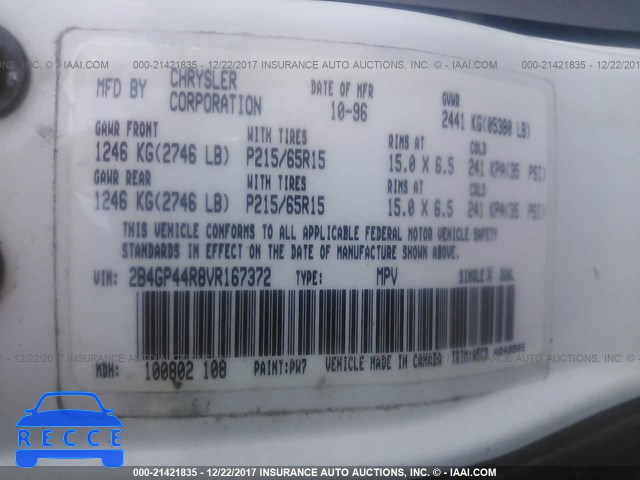 000-21421835 - 12/22/2017 INSURANCE AUTO AUCTIONS, INC. - © IAAI.COM
MFD BY CHRYSLER CORPORATION DATE OF MFR 10-96 GVWR 2441 KG(05380 LB)
GAWR FRONT WITH TIRES RIMS AT COLD
1246 KG(2746 LB) P215/65R15 15.0 X 6.5 241 KPA(35 PSI)
GAWR REAR WITH TIRES RIMS AT COLD
1246 KG(2746 LB) P215/65R15 15.0 X 6.5 241 KPA(35 PSI)
THIS VEHICLE CONFORMS TO ALL APPLICABLE FEDERAL MOTOR VEHICLE SAFETY
STANDARDS IN EFFECT ON THE DATE OF MANUFACTURE SHOWN ABOVE.
VIN: 2B4GP44R8VR167372 TYPE: MPV SINGLE X DUAL
MDH: 100802 108 PAINT:PW7 VEHICLE MADE IN CANADA TRIM:
RECCE
000-21421835 - 12/22/2017 INSURANCE AUTO AUCTIONS, INC. - © IAAI.COM